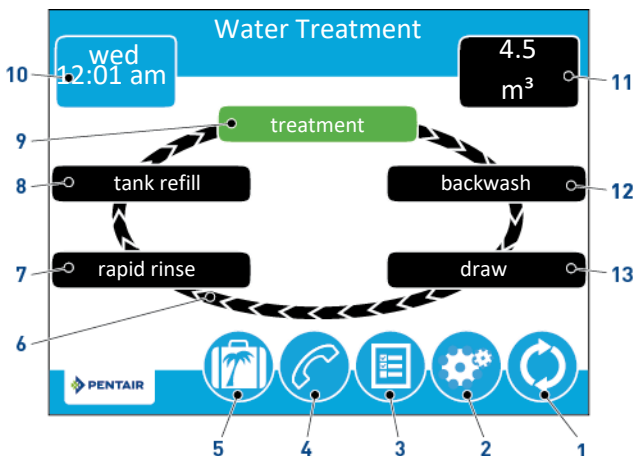 Water Treatment
wed
12:01 am
4.5
m³
10
11
9
treatment
8
tank refill
backwash
12
7
rapid rinse
draw
13
6
PENTAIR
5
4
3
2
1